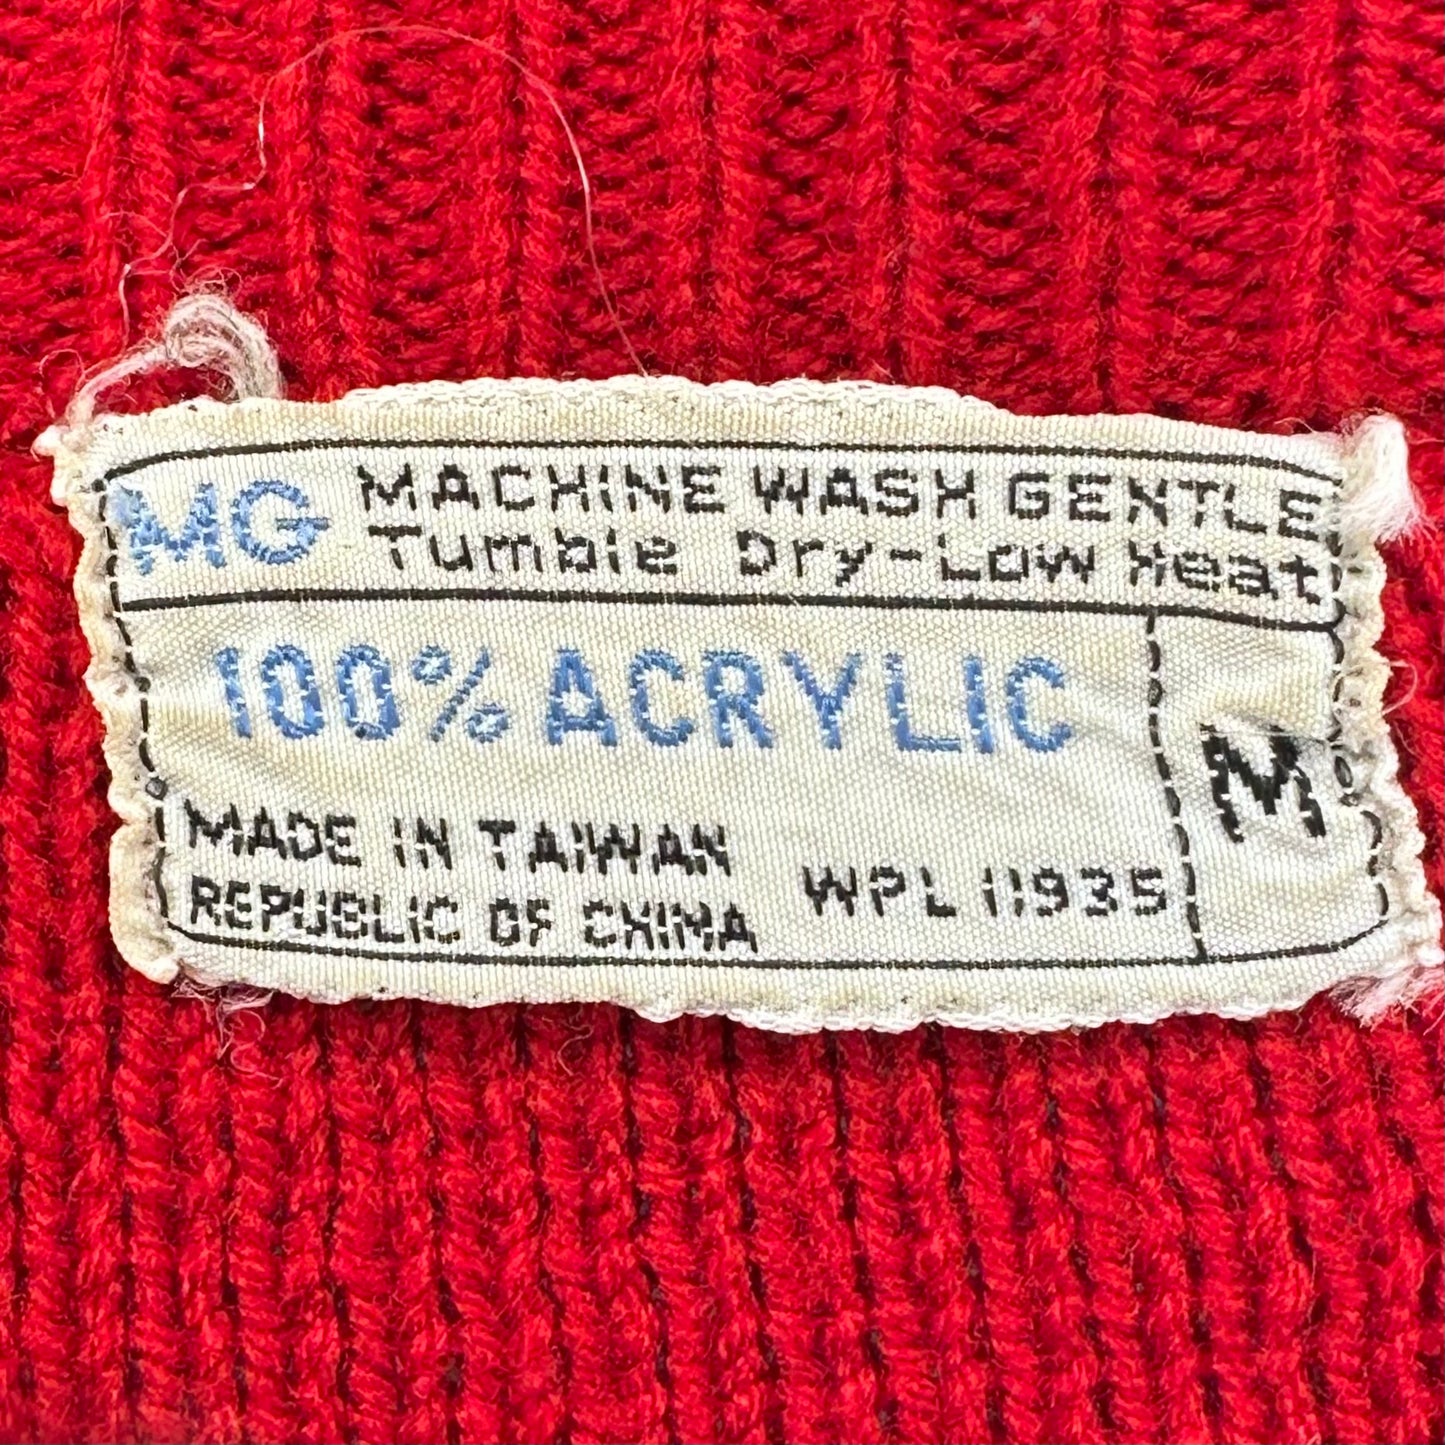 MG MACHINE WASH GENTLE
Tumble Dry-Low Heat
100% ACRYLIC
M
MADE IN TAIWAN
REPUBLIC OF CHINA
WPL 11935